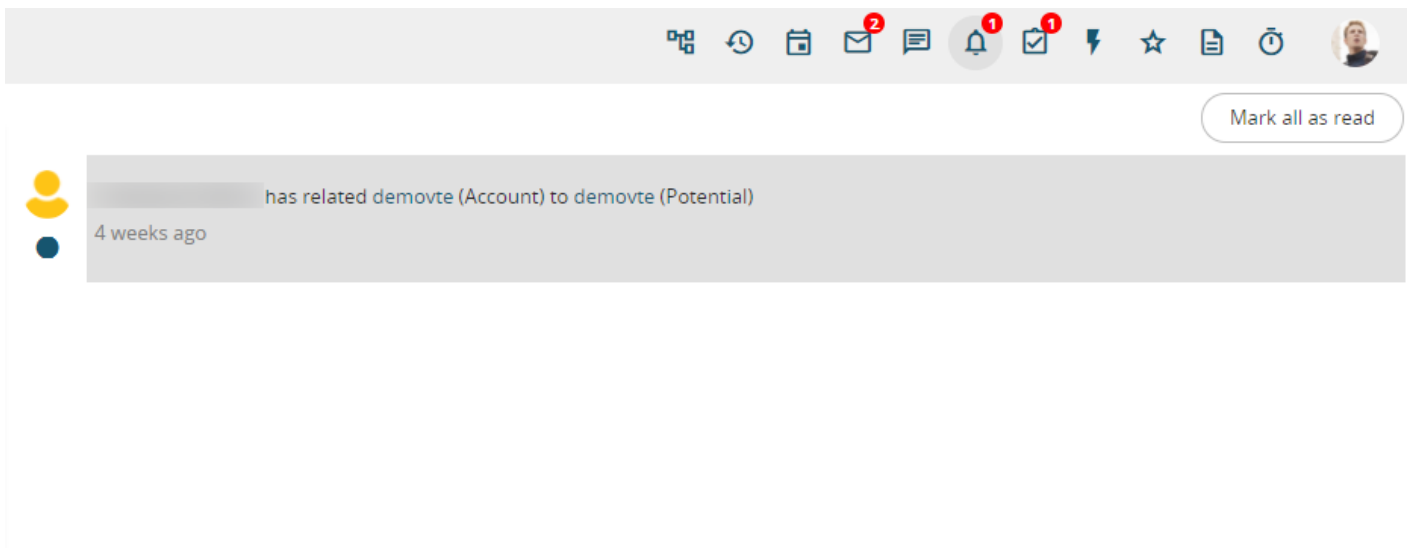 2
1
1
Mark all as read
has related demovte (Account) to demovte (Potential)
4 weeks ago